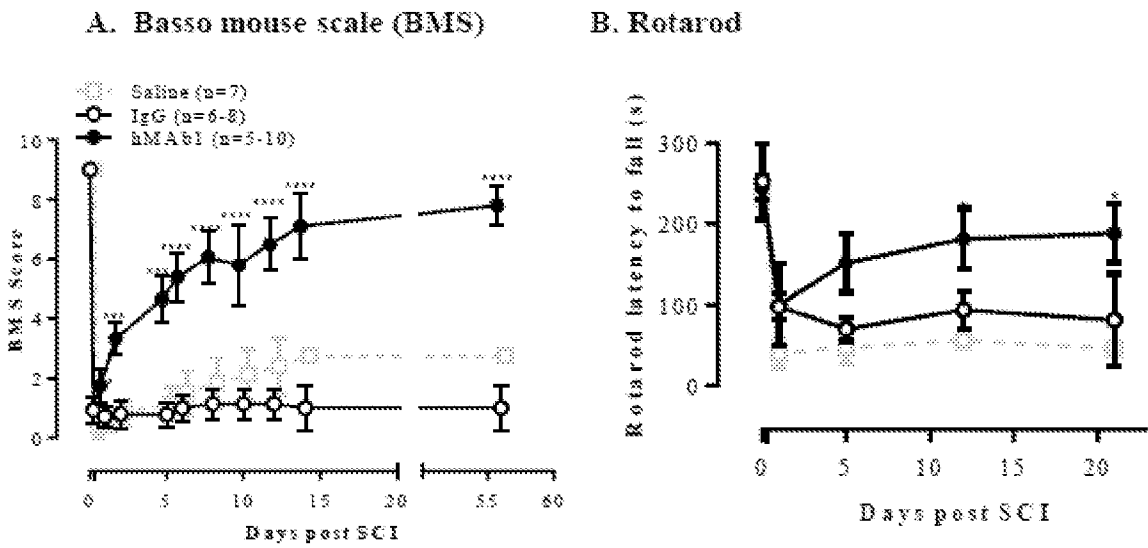 A. Basso mouse scale (BMS)
Saline (n=7)
IgG (n=6-8)
hMAb1 (n=5-10)
BMS Score
10
8
6
4
2
0
***
****
****
****
****
****
****
0 5 10 15 20 55 60
Days post SCI
B. Rotarod
Rotarod latency to fall (s)
300
200
100
0
*
*
0 5 10 15 20
Days post SCI